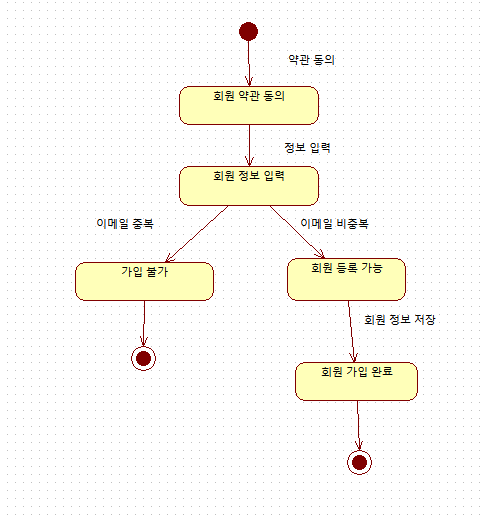 약관 동의
회원 약관 동의
정보 입력
회원 정보 입력
이메일 중복
이메일 비중복
가입 불가
회원 등록 가능
회원 정보 저장
회원 가입 완료